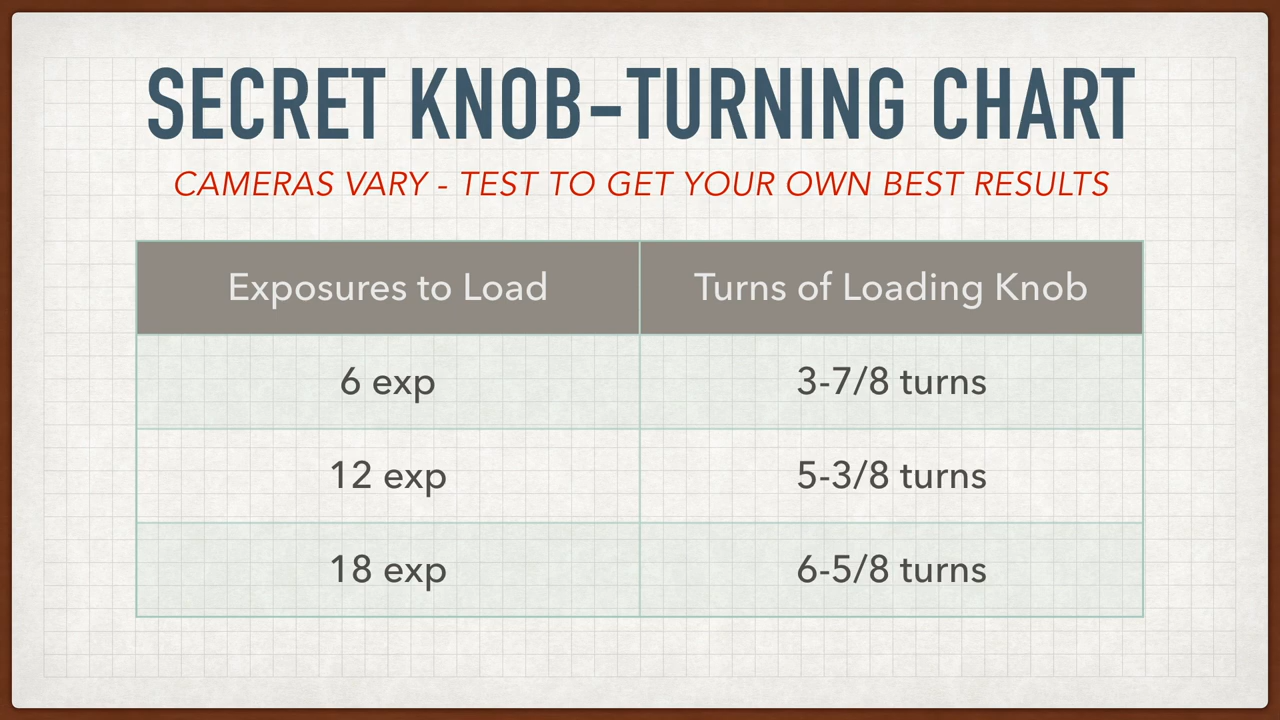 SECRET KNOB-TURNING CHART
CAMERAS VARY - TEST TO GET YOUR OWN BEST RESULTS
Exposures to Load Turns of Loading Knob
6 exp 3-7/8 turns
12 exp 5-3/8 turns
18 exp 6-5/8 turns